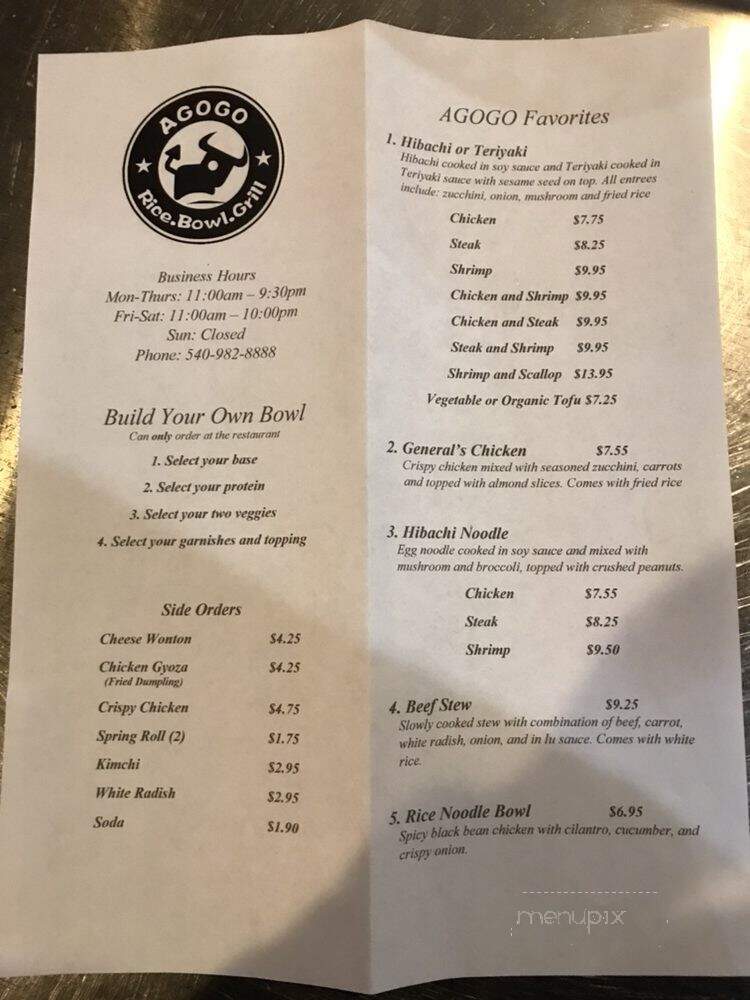 AGOGO
Rice.Bowl.Grill
Business Hours
Mon-Thurs: 11:00am – 9:30pm
Fri-Sat: 11:00am – 10:00pm
Sun: Closed
Phone: 540-982-8888
Build Your Own Bowl
Can only order at the restaurant
1. Select your base
2. Select your protein
3. Select your two veggies
4. Select your garnishes and topping
Side Orders
Cheese Wonton $4.25
Chicken Gyoza $4.25
(Fried Dumpling)
Crispy Chicken $4.75
Spring Roll (2) $1.75
Kimchi $2.95
White Radish $2.95
Soda $1.90
AGOGO Favorites
1. Hibachi or Teriyaki
Hibachi cooked in soy sauce and Teriyaki cooked in
Teriyaki sauce with sesame seed on top. All entrees
include: zucchini, onion, mushroom and fried rice
Chicken $7.75
Steak $8.25
Shrimp $9.95
Chicken and Shrimp $9.95
Chicken and Steak $9.95
Steak and Shrimp $9.95
Shrimp and Scallop $13.95
Vegetable or Organic Tofu $7.25
2. General's Chicken $7.55
Crispy chicken mixed with seasoned zucchini, carrots
and topped with almond slices. Comes with fried rice
3. Hibachi Noodle
Egg noodle cooked in soy sauce and mixed with
mushroom and broccoli, topped with crushed peanuts.
Chicken $7.55
Steak $8.25
Shrimp $9.50
4. Beef Stew $9.25
Slowly cooked stew with combination of beef, carrot,
white radish, onion, and in lu sauce. Comes with white
rice.
5. Rice Noodle Bowl $6.95
Spicy black bean chicken with cilantro, cucumber, and
crispy onion.
menupix